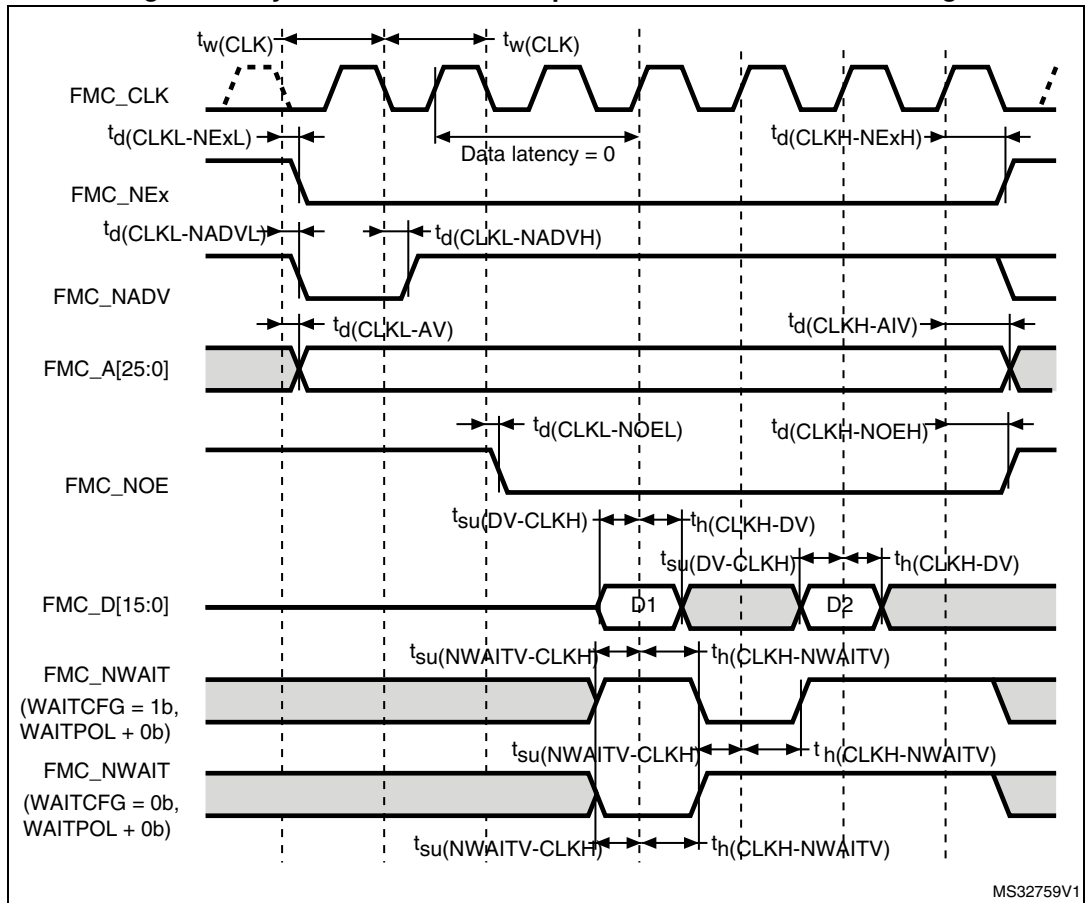 tw(CLK) tw(CLK)
FMC_CLK
td(CLKL-NExL) Data latency = 0 td(CLKH-NExH)
FMC_NEx
td(CLKL-NADVL) td(CLKL-NADVH)
FMC_NADV
td(CLKL-AV) td(CLKH-AIV)
FMC_A[25:0]
td(CLKL-NOEL) td(CLKH-NOEH)
FMC_NOE
tsu(DV-CLKH) th(CLKH-DV)
tsu(DV-CLKH) th(CLKH-DV)
FMC_D[15:0] D1 D2
tsu(NWAITV-CLKH) th(CLKH-NWAITV)
FMC_NWAIT
(WAITCFG = 1b,
WAITPOL + 0b)
tsu(NWAITV-CLKH) t h(CLKH-NWAITV)
FMC_NWAIT
(WAITCFG = 0b,
WAITPOL + 0b)
tsu(NWAITV-CLKH) th(CLKH-NWAITV)
MS32759V1